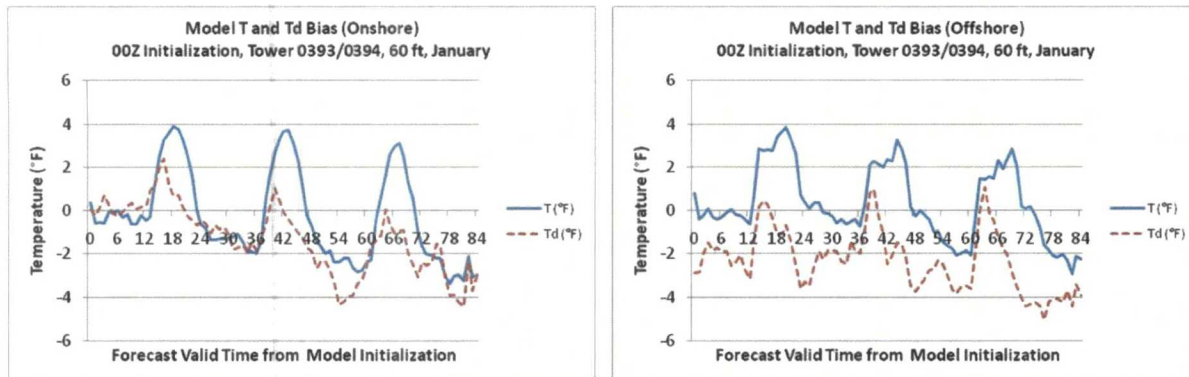 Model T and Td Bias (Onshore)
00Z Initialization, Tower 0393/0394, 60 ft, January
6
4
2
0
-2
-4
-6
0 6 12 18 24 30 36 42 48 54 60 66 72 78 84
Temperature (°F)
T (°F)
Td (°F)
Forecast Valid Time from Model Initialization
Model T and Td Bias (Offshore)
00Z Initialization, Tower 0393/0394, 60 ft, January
6
4
2
0
-2
-4
-6
0 6 12 18 24 30 36 42 48 54 60 66 72 78 84
Temperature (°F)
T (°F)
Td (°F)
Forecast Valid Time from Model Initialization